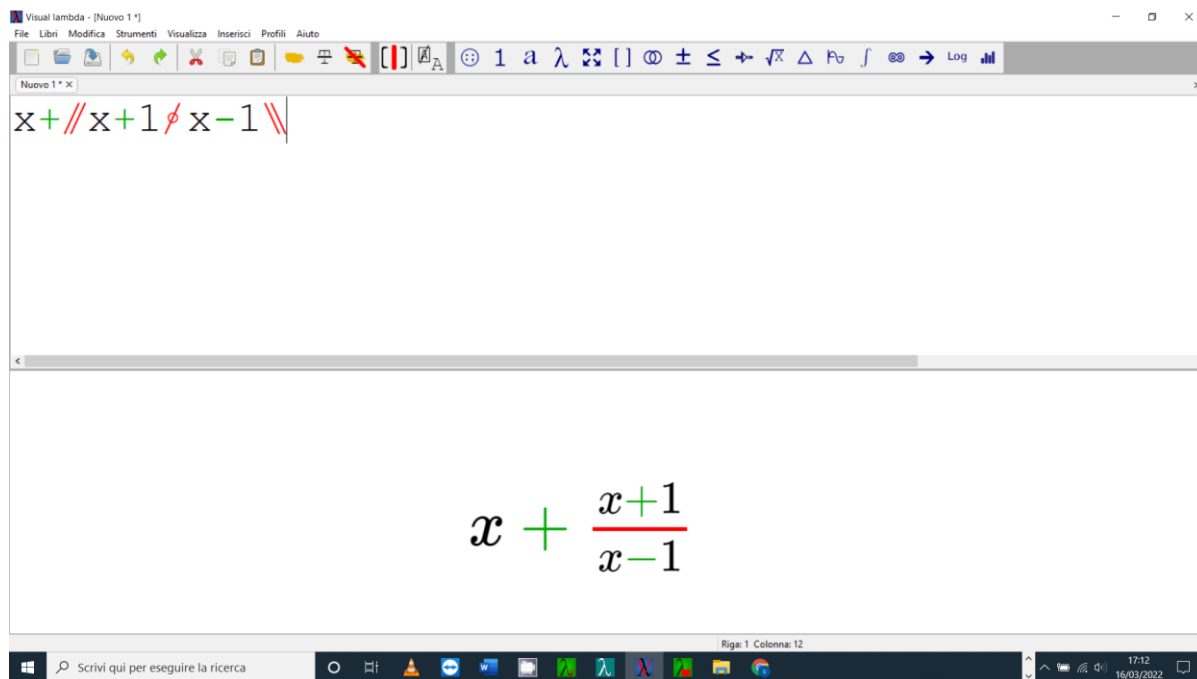 Visual lambda - [Nuovo 1 *]
File Libri Modifica Strumenti Visualizza Inserisci Profili Aiuto
1 a λ [ ] ± ≤ √x △ ∫ → Log
Nuovo 1 * ×
x+//x+1∮x-1\\
x + \frac{x+1}{x-1}
Riga: 1 Colonna: 12
Scrivi qui per eseguire la ricerca
17:12
16/03/2022